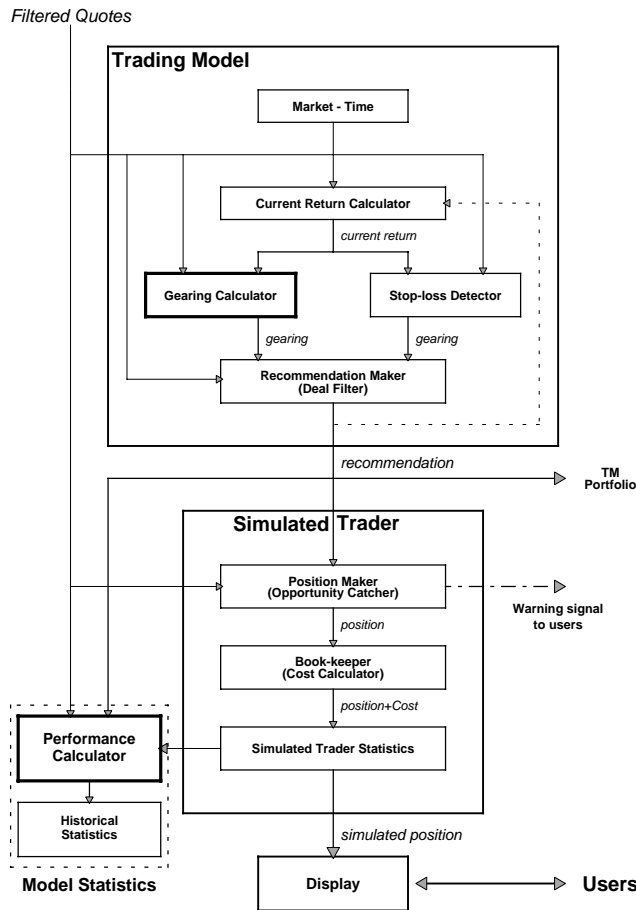 Filtered Quotes
Trading Model
Market - Time
Current Return Calculator
current return
Gearing Calculator
Stop-loss Detector
gearing
gearing
Recommendation Maker
(Deal Filter)
recommendation
TM
Portfolio
Simulated Trader
Position Maker
(Opportunity Catcher)
Warning signal
to users
position
Book-keeper
(Cost Calculator)
position+Cost
Performance
Calculator
Simulated Trader Statistics
Historical
Statistics
simulated position
Model Statistics
Display
Users